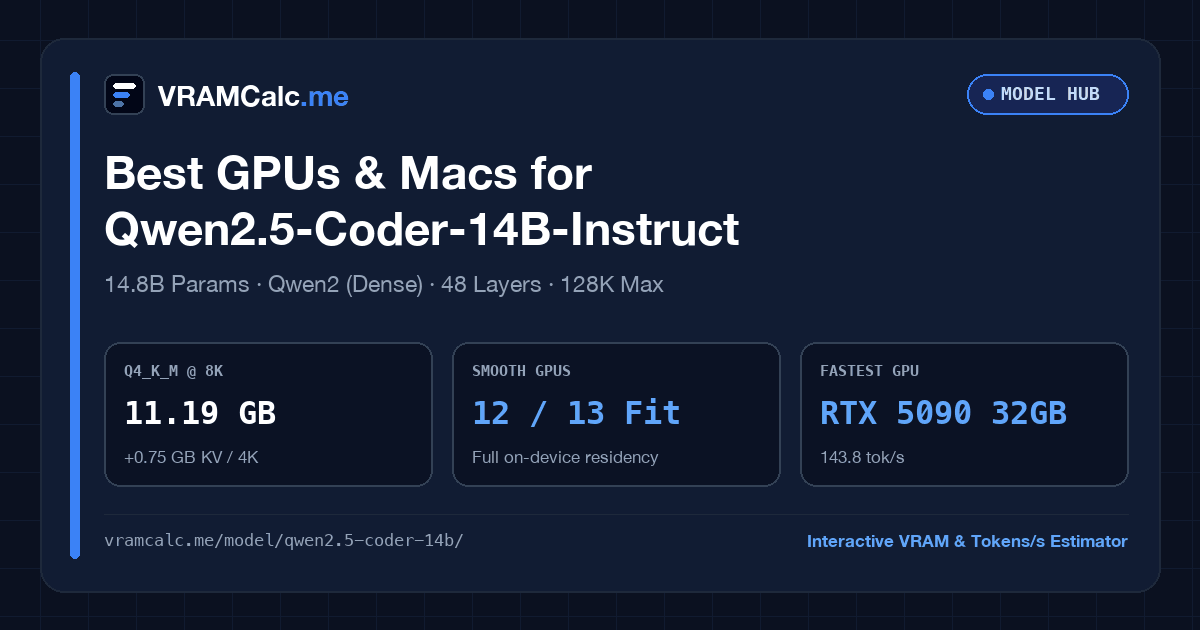 VRAMCalc.me
MODEL HUB
Best GPUs & Macs for
Qwen2.5-Coder-14B-Instruct
14.8B Params · Qwen2 (Dense) · 48 Layers · 128K Max
Q4_K_M @ 8K
11.19 GB
+0.75 GB KV / 4K
SMOOTH GPUS
12 / 13 Fit
Full on-device residency
FASTEST GPU
RTX 5090 32GB
143.8 tok/s
vramcalc.me/model/qwen2.5-coder-14b/
Interactive VRAM & Tokens/s Estimator